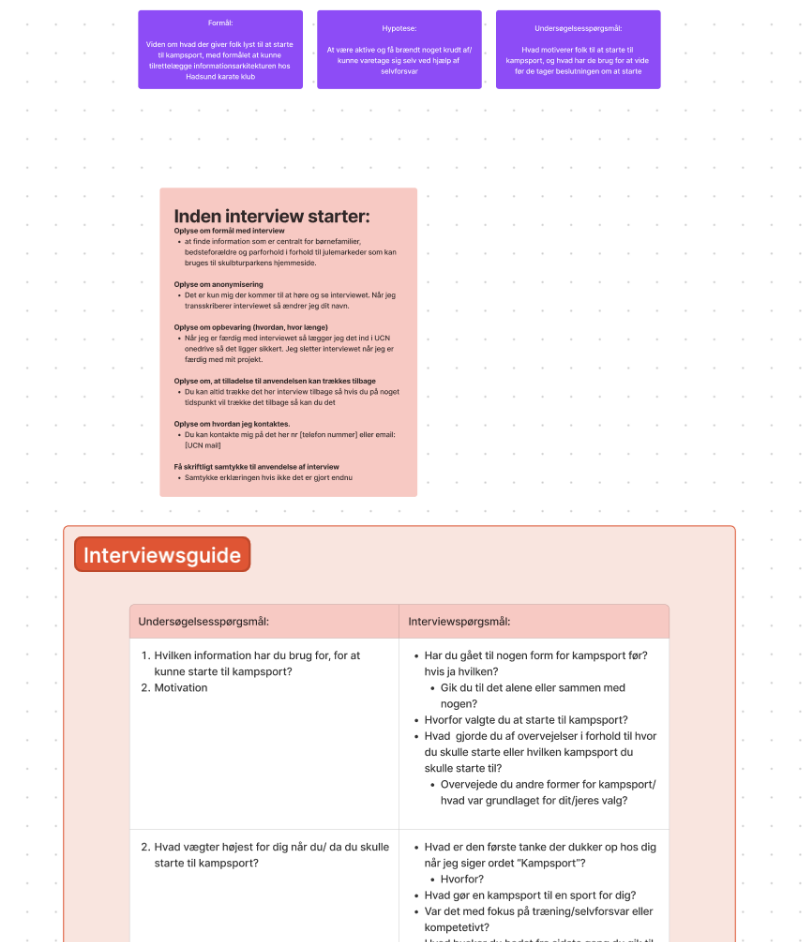 Formål:
Viden om hvad der giver folk lyst til at starte
til kampsport, med formålet at kunne
tilrettelægge informationsarkitekturen hos
Hadsund karate klub
Hypotese:
At være aktive og få brændt noget krudt af/
kunne varetage sig selv ved hjælp af
selvforsvar
Undersøgelsesspørgsmål:
Hvad motiverer folk til at starte til
kampsport, og hvad har de brug for at vide
før de tager beslutningen om at starte
Inden interview starter:
Oplyse om formål med interview
• at finde information som er centralt for børnefamilier,
bedsteforældre og parforhold i forhold til julemarkeder som kan
bruges til skulbturparkens hjemmeside.
Oplyse om anonymisering
• Det er kun mig der kommer til at høre og se interviewet. Når jeg
transskriberer interviewet så ændrer jeg dit navn.
Oplyse om opbevaring (hvordan, hvor længe)
• Når jeg er færdig med interviewet så lægger jeg det ind i UCN
onedrive så det ligger sikkert. Jeg sletter interviewet når jeg er
færdig med mit projekt.
Oplyse om, at tilladelse til anvendelsen kan trækkes tilbage
• Du kan altid trække det her interview tilbage så hvis du på noget
tidspunkt vil trække det tilbage så kan du det
Oplyse om hvordan jeg kontaktes.
• Du kan kontakte mig på det her nr [telefon nummer] eller email:
[UCN mail]
Få skriftligt samtykke til anvendelse af interview
• Samtykke erklæringen hvis ikke det er gjort endnu
Interviewsguide
Undersøgelsesspørgsmål:
Interviewspørgsmål:
1. Hvilken information har du brug for, for at
kunne starte til kampsport?
2. Motivation
• Har du gået til nogen form for kampsport før?
hvis ja hvilken?
• Gik du til det alene eller sammen med
nogen?
• Hvorfor valgte du at starte til kampsport?
• Hvad gjorde du af overvejelser i forhold til hvor
du skulle starte eller hvilken kampsport du
skulle starte til?
• Overvejede du andre former for kampsport/
hvad var grundlaget for dit/jeres valg?
2. Hvad vægter højest for dig når du/ da du skulle
starte til kampsport?
• Hvad er den første tanke der dukker op hos dig
når jeg siger ordet "Kampsport"?
• Hvorfor?
• Hvad gør en kampsport til en sport for dig?
• Var det med fokus på træning/selvforsvar eller
kompetetivt?